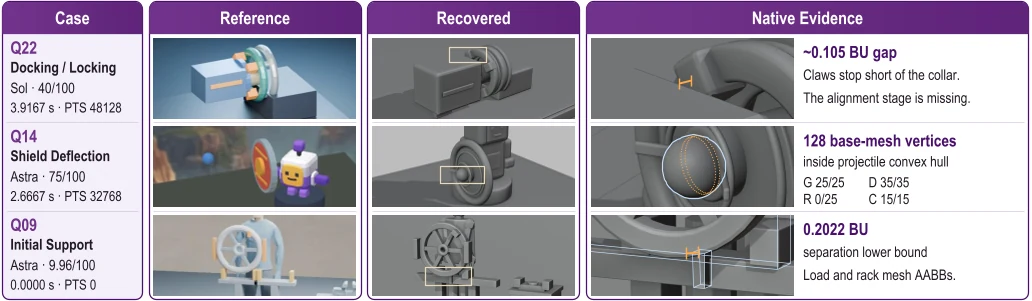 Case
Reference
Recovered
Native Evidence
Q22
Docking / Locking
Sol · 40/100
3.9167 s · PTS 48128
~0.105 BU gap
Claws stop short of the collar.
The alignment stage is missing.
Q14
Shield Deflection
Astra · 75/100
2.6667 s · PTS 32768
128 base-mesh vertices
inside projectile convex hull
G 25/25 D 35/35
R 0/25 C 15/15
Q09
Initial Support
Astra · 9.96/100
0.0000 s · PTS 0
0.2022 BU
separation lower bound
Load and rack mesh AABBs.